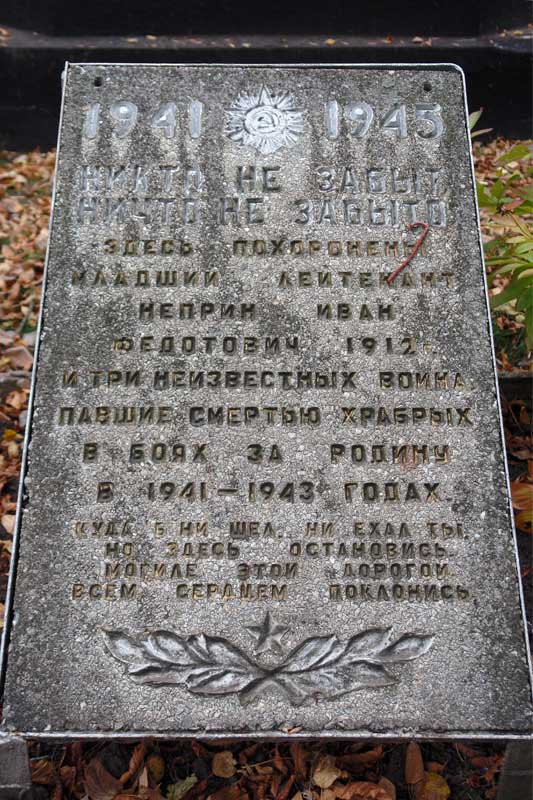 1941 1945
НИКТО НЕ ЗАБЫТ
НИЧТО НЕ ЗАБЫТО
ЗДЕСЬ ПОХОРОНЕНЫ
МЛАДШИЙ ЛЕЙТЕНАНТ
НЕПРИН ИВАН
ФЕДОТОВИЧ 1912-
И ТРИ НЕИЗВЕСТНЫХ ВОИНА
ПАВШИЕ СМЕРТЬЮ ХРАБРЫХ
В БОЯХ ЗА РОДИНУ
В 1941-1943 ГОДАХ.
КУДА Б НИ ШЕЛ, НИ ЕХАЛ ТЫ,
НО ЗДЕСЬ ОСТАНОВИСЬ.
МОГИЛЕ ЭТОЙ ДОРОГОЙ
ВСЕМ СЕРДЦЕМ ПОКЛОНИСЬ.